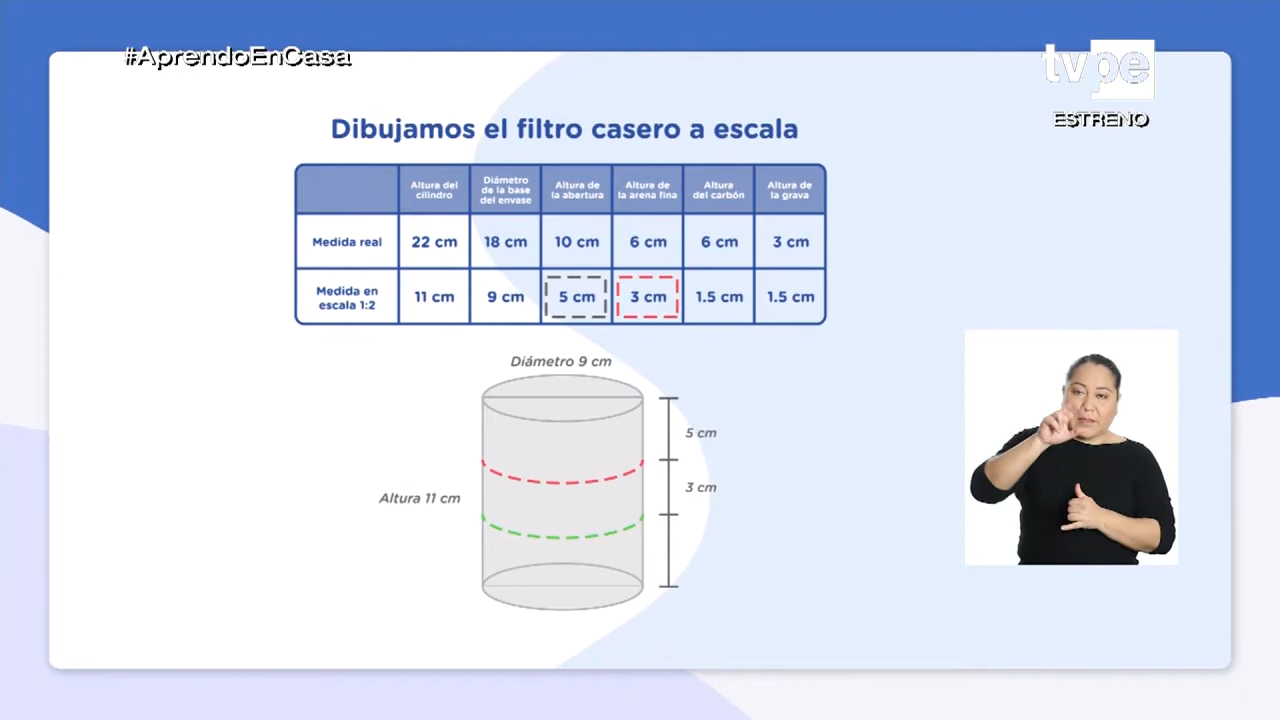 #AprendoEnCasa
tvpe
ESTRENO
Dibujamos el filtro casero a escala
Altura del
cilindro
Diámetro
de la base
del envase
Altura de
la abertura
Altura de
la arena fina
Altura
del carbón
Altura de
la grava
Medida real
22 cm
18 cm
10 cm
6 cm
6 cm
3 cm
Medida en
escala 1:2
11 cm
9 cm
5 cm
3 cm
1.5 cm
1.5 cm
Diámetro 9 cm
5 cm
3 cm
Altura 11 cm